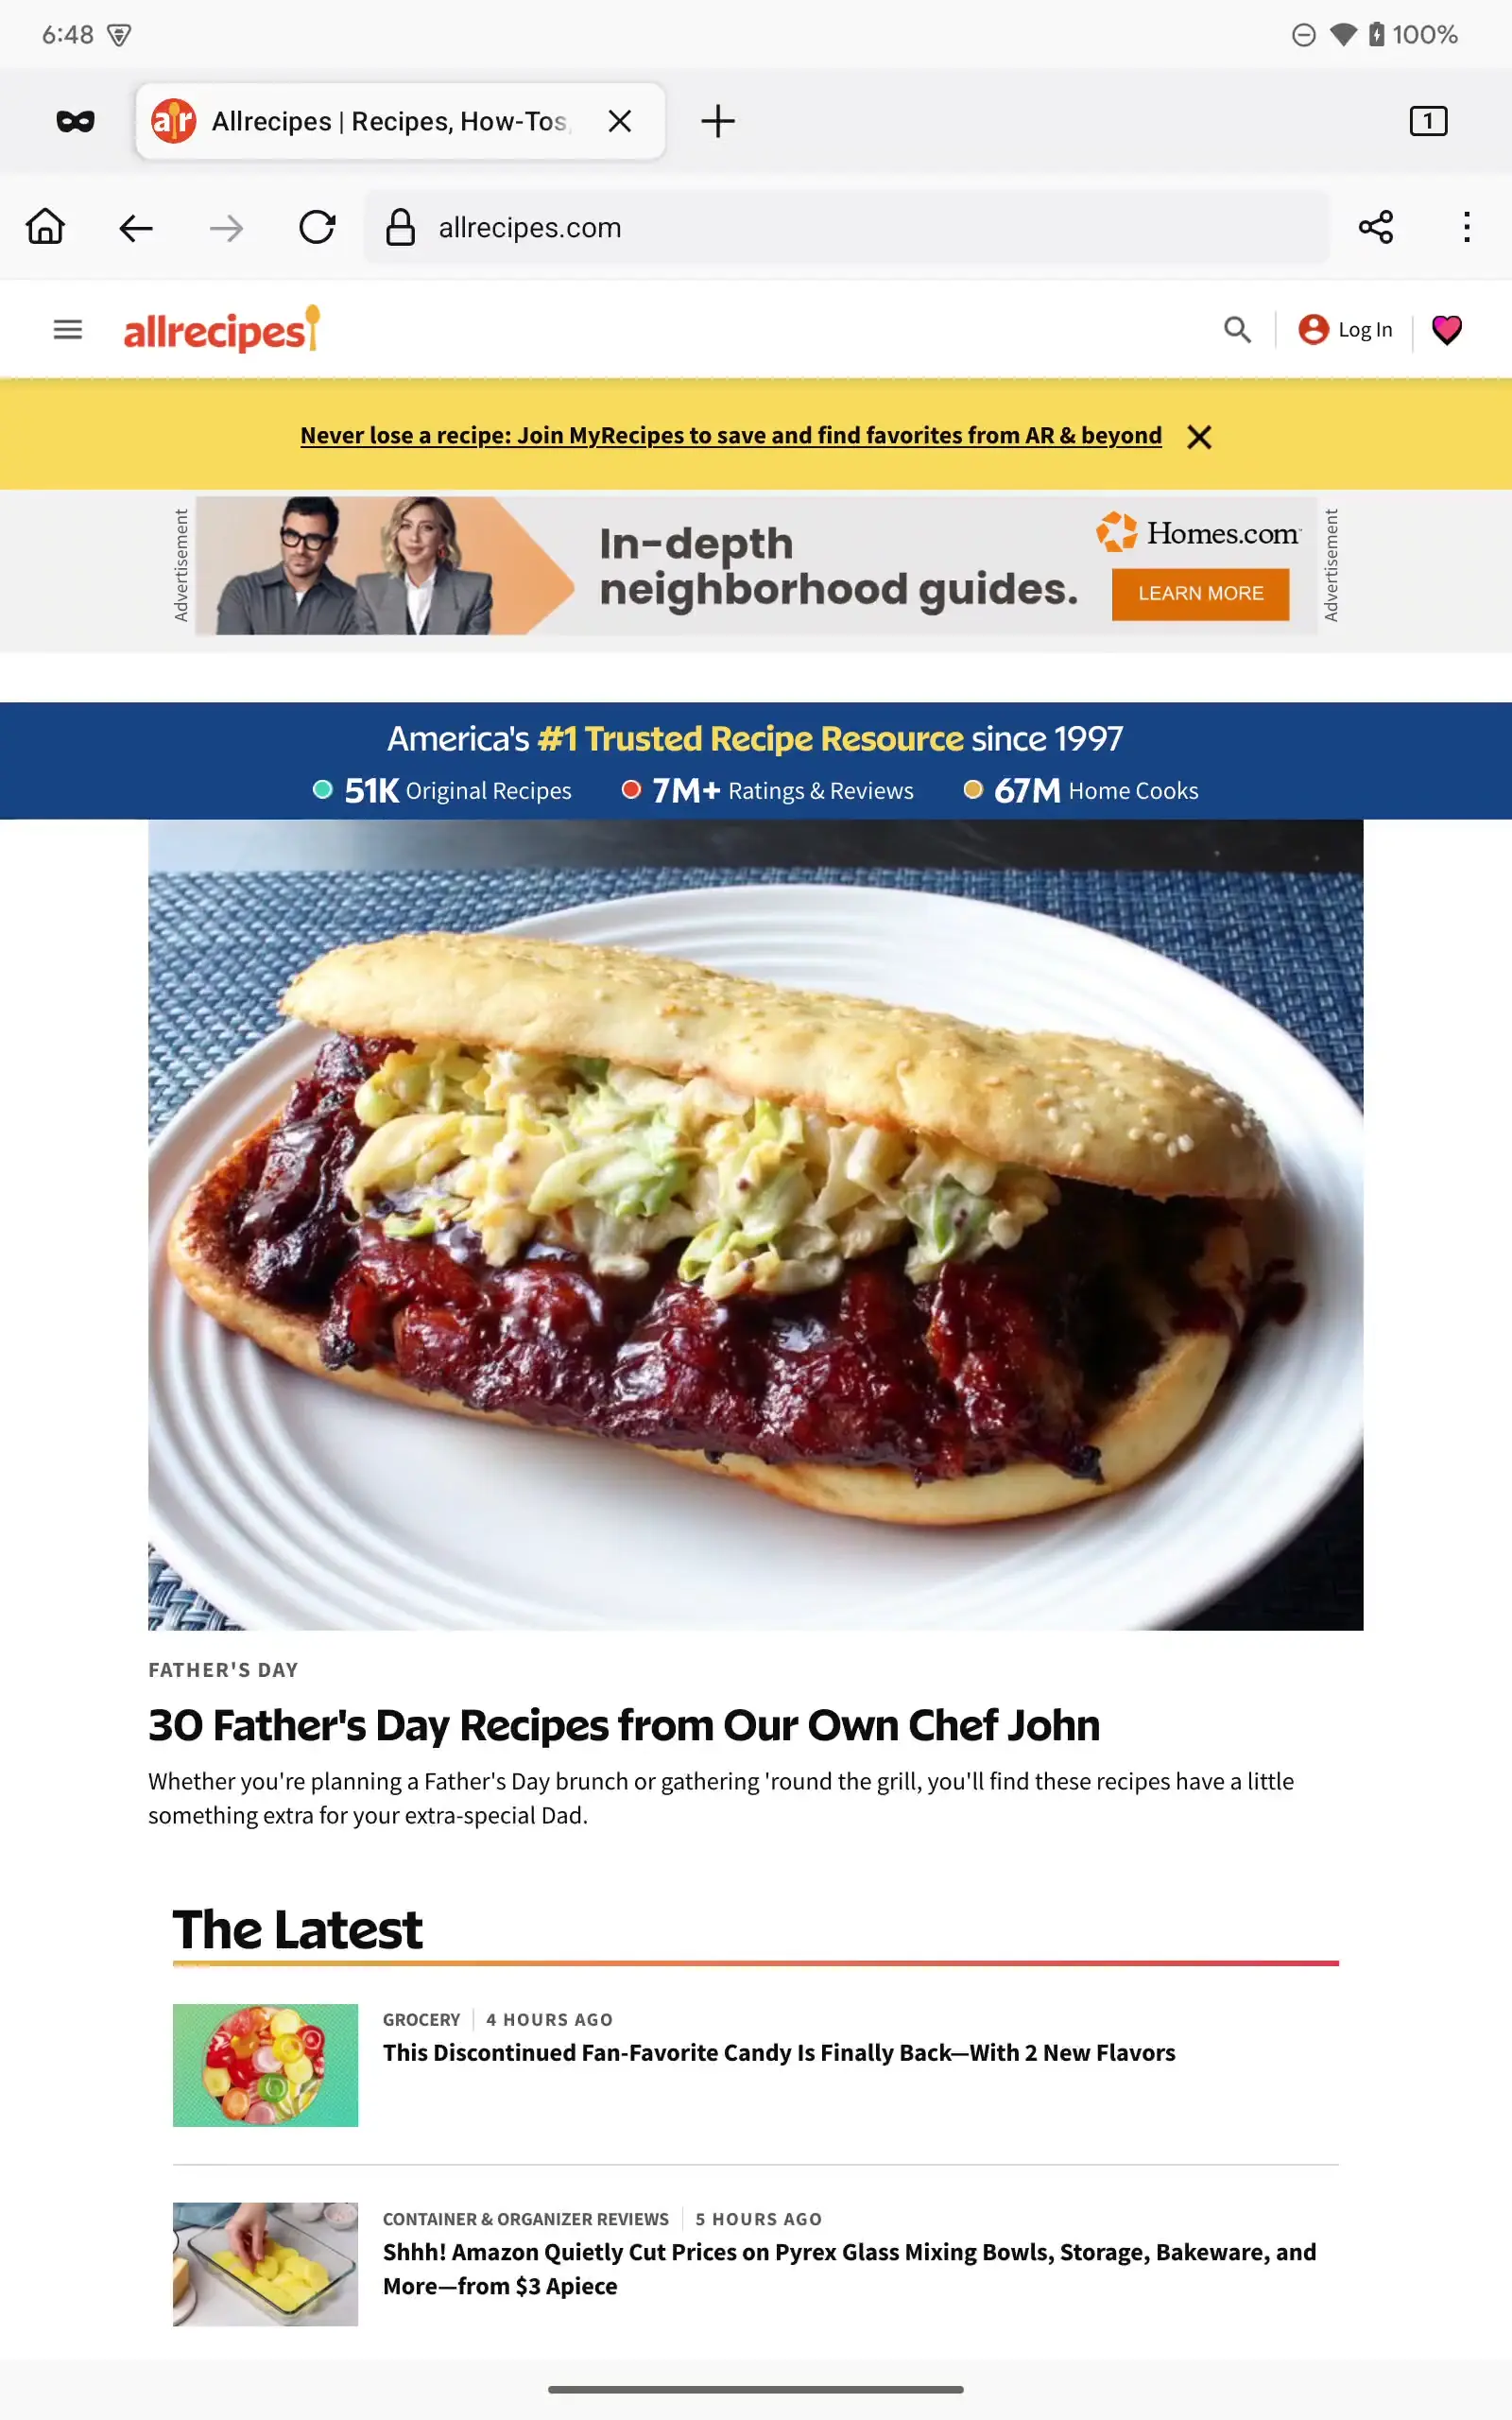 6:48
100%
Allrecipes | Recipes, How-Tos,
1
allrecipes.com
allrecipes
Log In
Never lose a recipe: Join MyRecipes to save and find favorites from AR & beyond
Advertisement
In-depth
neighborhood guides.
Homes.com
LEARN MORE
Advertisement
America's #1 Trusted Recipe Resource since 1997
51K Original Recipes 7M+ Ratings & Reviews 67M Home Cooks
FATHER'S DAY
30 Father's Day Recipes from Our Own Chef John
Whether you're planning a Father's Day brunch or gathering 'round the grill, you'll find these recipes have a little
something extra for your extra-special Dad.
The Latest
GROCERY 4 HOURS AGO
This Discontinued Fan-Favorite Candy Is Finally Back—With 2 New Flavors
CONTAINER & ORGANIZER REVIEWS 5 HOURS AGO
Shhh! Amazon Quietly Cut Prices on Pyrex Glass Mixing Bowls, Storage, Bakeware, and
More—from $3 Apiece